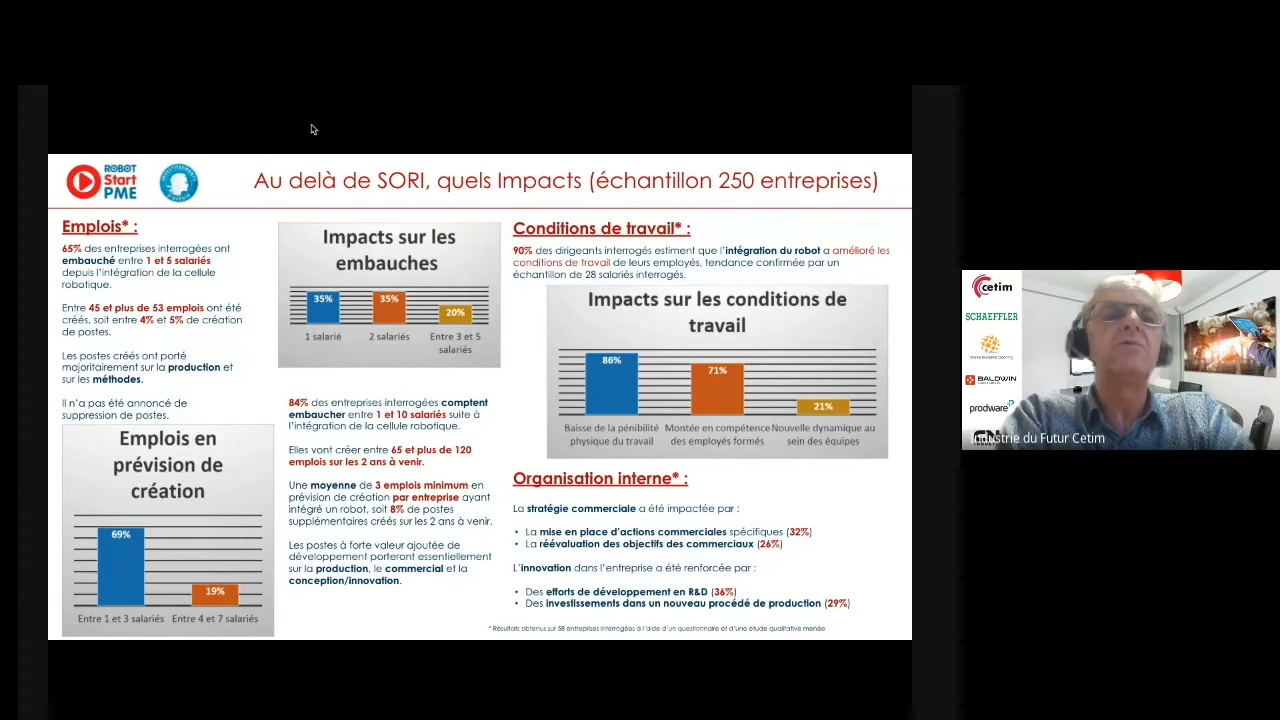 ROBOT
Start
PME
Au delà de SORI, quels Impacts (échantillon 250 entreprises)
Emplois* :
65% des entreprises interrogées ont
embauché entre 1 et 5 salariés
depuis l'intégration de la cellule
robotique.
Entre 45 et plus de 53 emplois ont été
créés, soit entre 4% et 5% de création
de postes.
Les postes créés ont porté
majoritairement sur la production et
sur les méthodes.
Il n'a pas été annoncé de
suppression de postes.
Emplois en
prévision de
création
69%
19%
Entre 1 et 3 salariés
Entre 4 et 7 salariés
Impacts sur les
embauches
35%
35%
20%
1 salarié
2 salariés
Entre 3 et 5
salariés
84% des entreprises interrogées comptent
embaucher entre 1 et 10 salariés suite à
l'intégration de la cellule robotique.
Elles vont créer entre 65 et plus de 120
emplois sur les 2 ans à venir.
Une moyenne de 3 emplois minimum en
prévision de création par entreprise ayant
intégré un robot, soit 8% de postes
supplémentaires créés sur les 2 ans à venir.
Les postes à forte valeur ajoutée de
développement porteront essentiellement
sur la production, le commercial et la
conception/innovation.
Conditions de travail* :
90% des dirigeants interrogés estiment que l'intégration du robot a amélioré les
conditions de travail de leurs employés, tendance confirmée par un
échantillon de 28 salariés interrogés.
Impacts sur les conditions de
travail
86%
71%
21%
Baisse de la pénibilité
physique du travail
Montée en compétence
des employés formés
Nouvelle dynamique au
sein des équipes
Organisation interne* :
La stratégie commerciale a été impactée par :
• La mise en place d'actions commerciales spécifiques (32%)
• La réévaluation des objectifs des commerciaux (26%)
L'innovation dans l'entreprise a été renforcée par :
• Des efforts de développement en R&D (36%)
• Des investissements dans un nouveau procédé de production (29%)
* Résultats obtenus sur 58 entreprises interrogées à l'aide d'un questionnaire et d'une étude qualitative menée
cetim
SCHAEFFLER
BALDWIN
prodware
Industrie du Futur Cetim